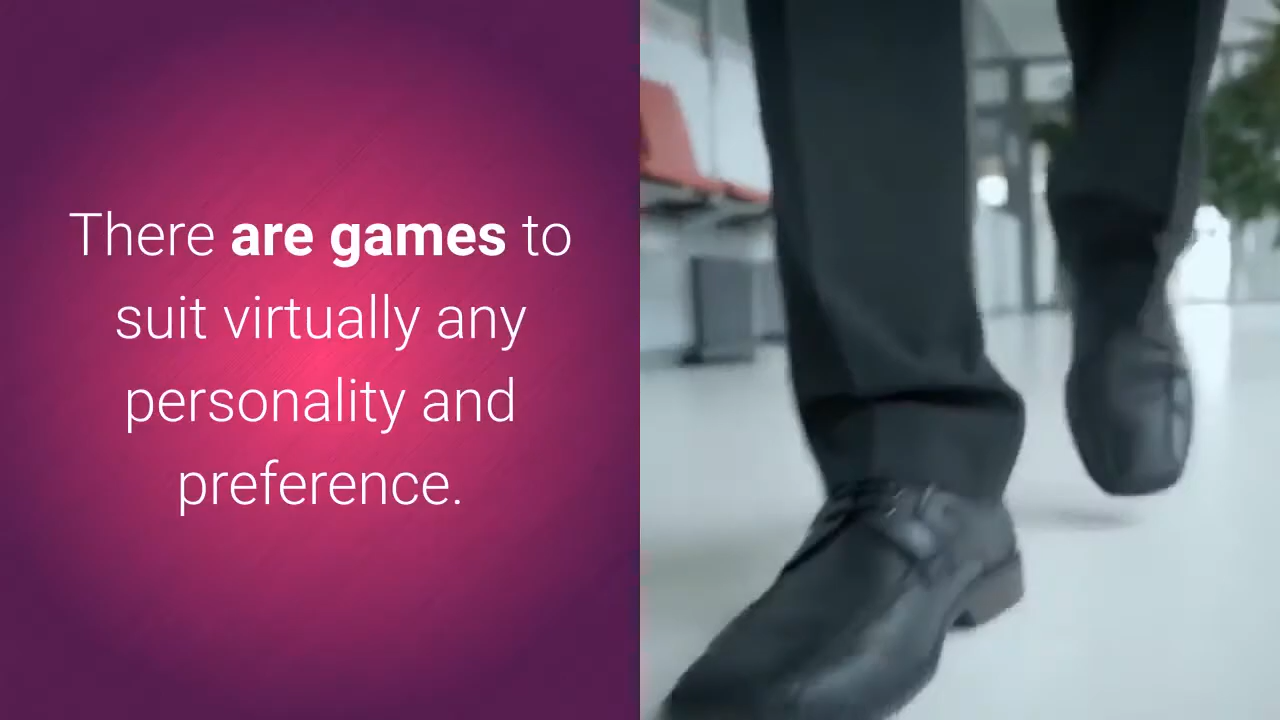 There are games to
suit virtually any
personality and
preference.